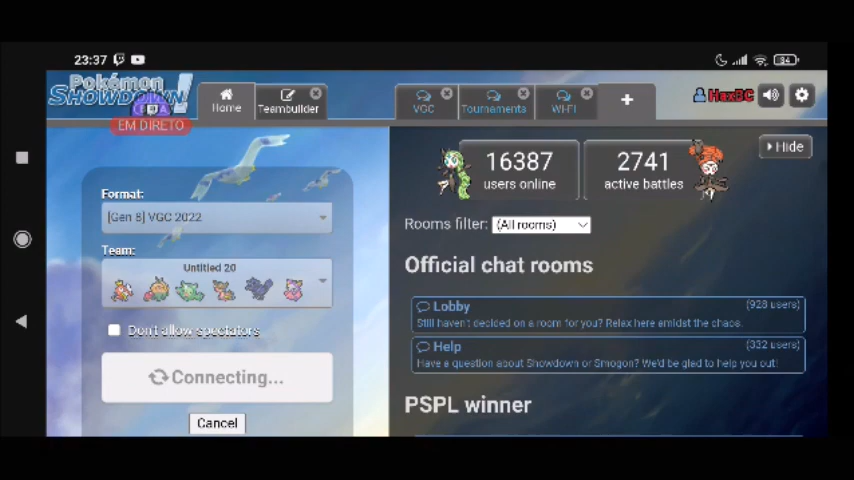 23:37
84
Pokémon
SHOWDOWN!
EM DIRETO
Home
Teambuilder
VGC
Tournaments
WI-FI
+
HaxBC
16387
users online
2741
active battles
Hide
Format:
[Gen 8] VGC 2022
Team:
Untitled 20
Don't allow spectators
Connecting...
Cancel
Rooms filter: (All rooms)
Official chat rooms
Lobby (928 users)
Still haven't decided on a room for you? Relax here amidst the chaos.
Help (332 users)
Have a question about Showdown or Smogon? We'd be glad to help you out!
PSPL winner